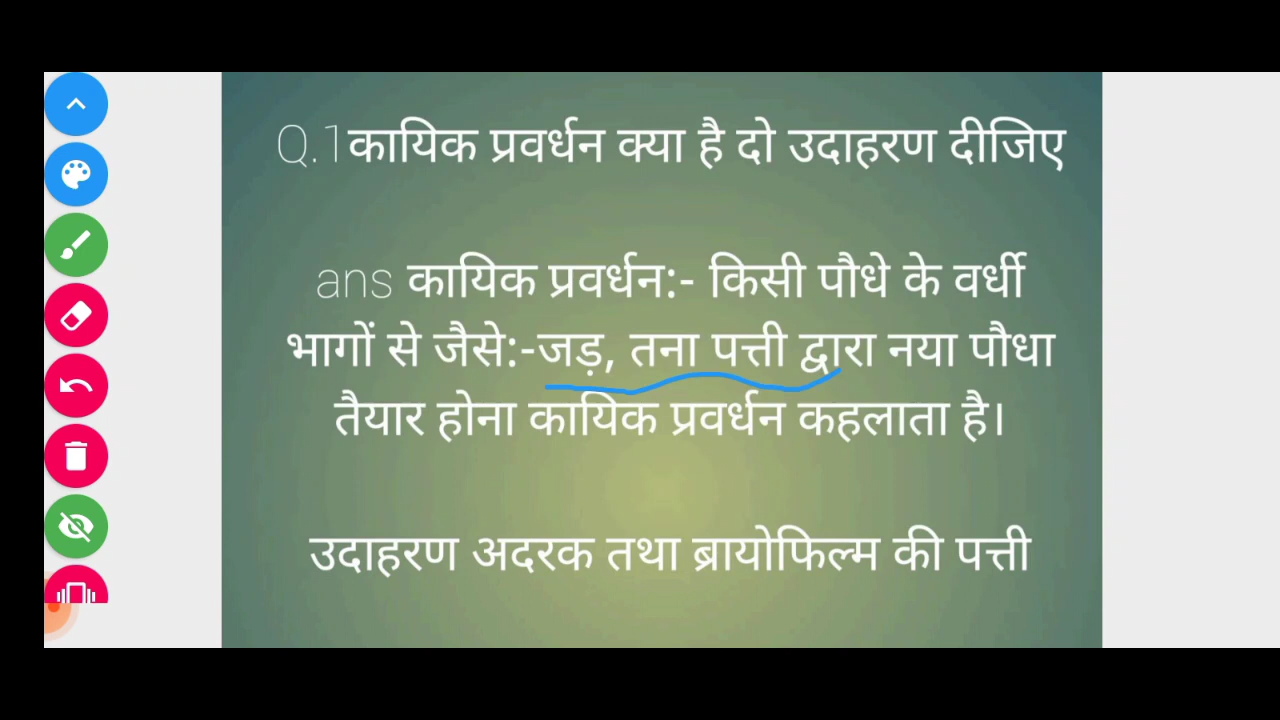 Q.1कायिक प्रवर्धन क्या है दो उदाहरण दीजिए
ans कायिक प्रवर्धन:- किसी पौधे के वर्धी
भागों से जैसे:-जड़, तना पत्ती द्वारा नया पौधा
तैयार होना कायिक प्रवर्धन कहलाता है।
उदाहरण अदरक तथा ब्रायोफिल्म की पत्ती